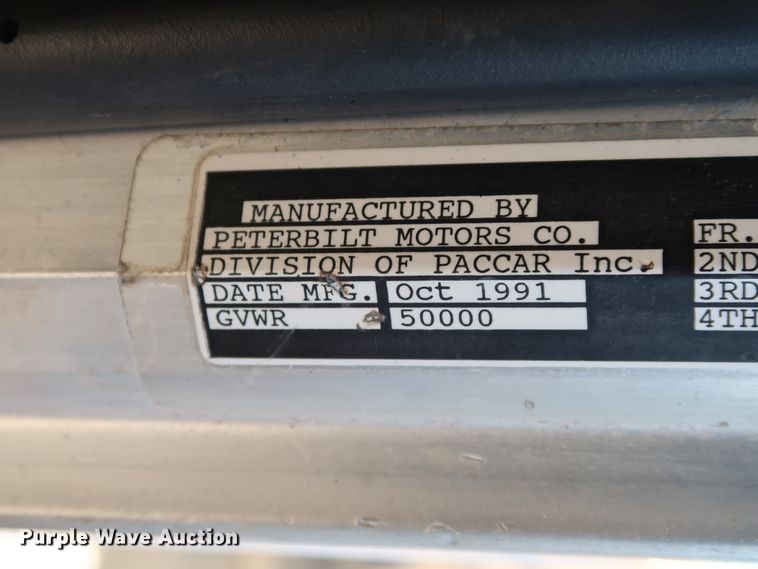 MANUFACTURED BY
PETERBILT MOTORS CO. FR.
DIVISION OF PACCAR Inc. 2ND
DATE MFG. Oct 1991 3RD
GVWR 50000 4TH
Purple Wave Auction